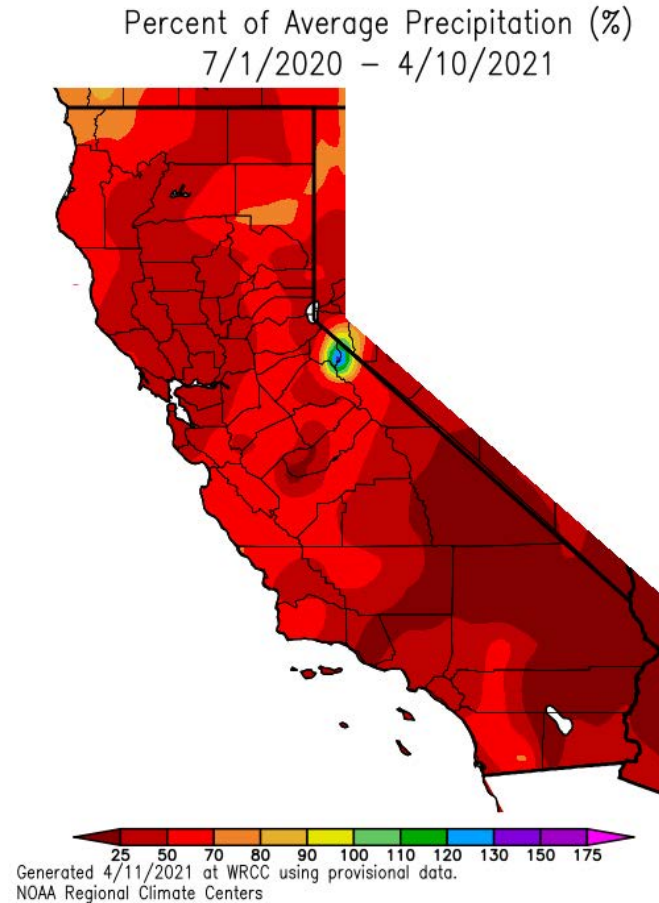 Percent of Average Precipitation (%)
7/1/2020 – 4/10/2021
25 50 70 80 90 100 110 120 130 150 175
Generated 4/11/2021 at WRCC using provisional data.
NOAA Regional Climate Centers